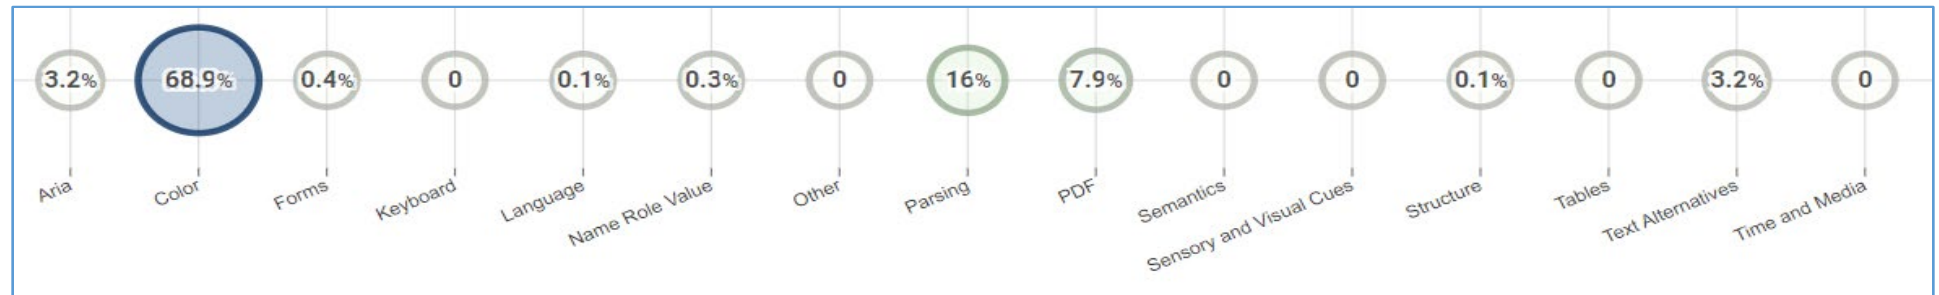 3.2% 68.9% 0.4% 0 0.1% 0.3% 0 16% 7.9% 0 0 0.1% 0 3.2% 0
Aria
Color
Forms
Keyboard
Language
Name Role Value
Other
Parsing
PDF
Semantics
Sensory and Visual Cues
Structure
Tables
Text Alternatives
Time and Media